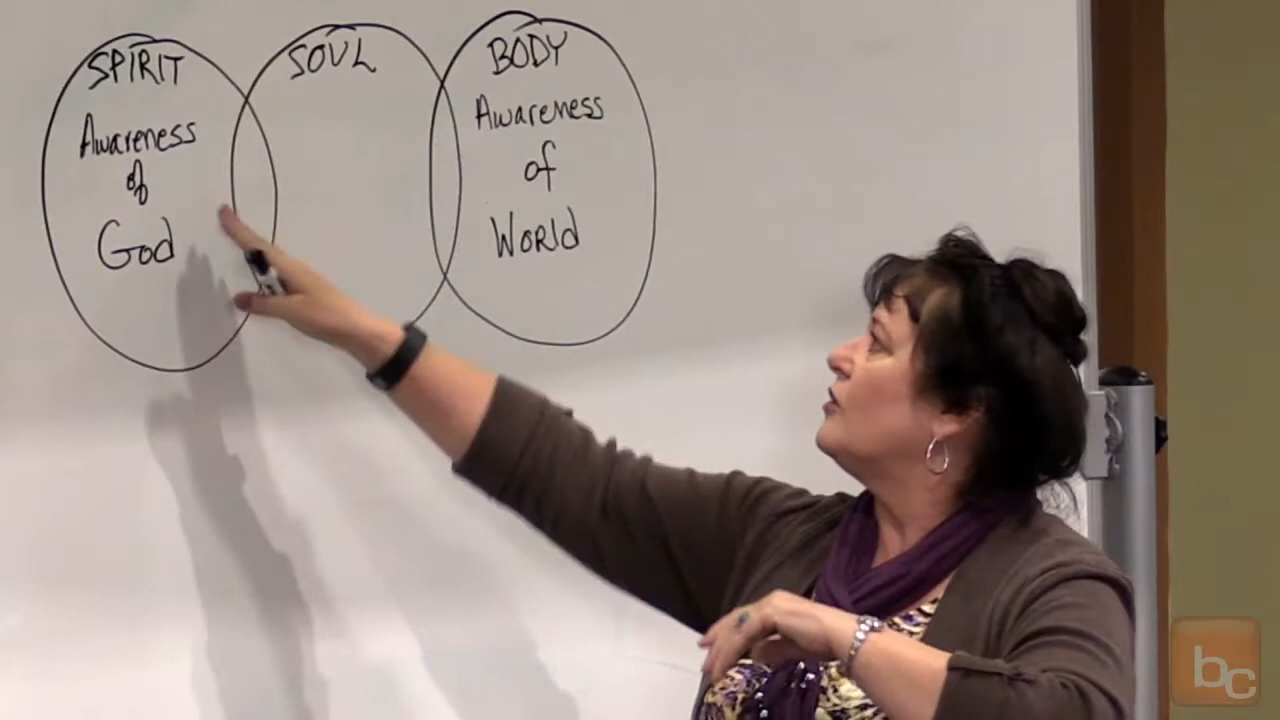 SPIRIT
Awareness
of
God
SOUL
BODY
Awareness
of
World
bc